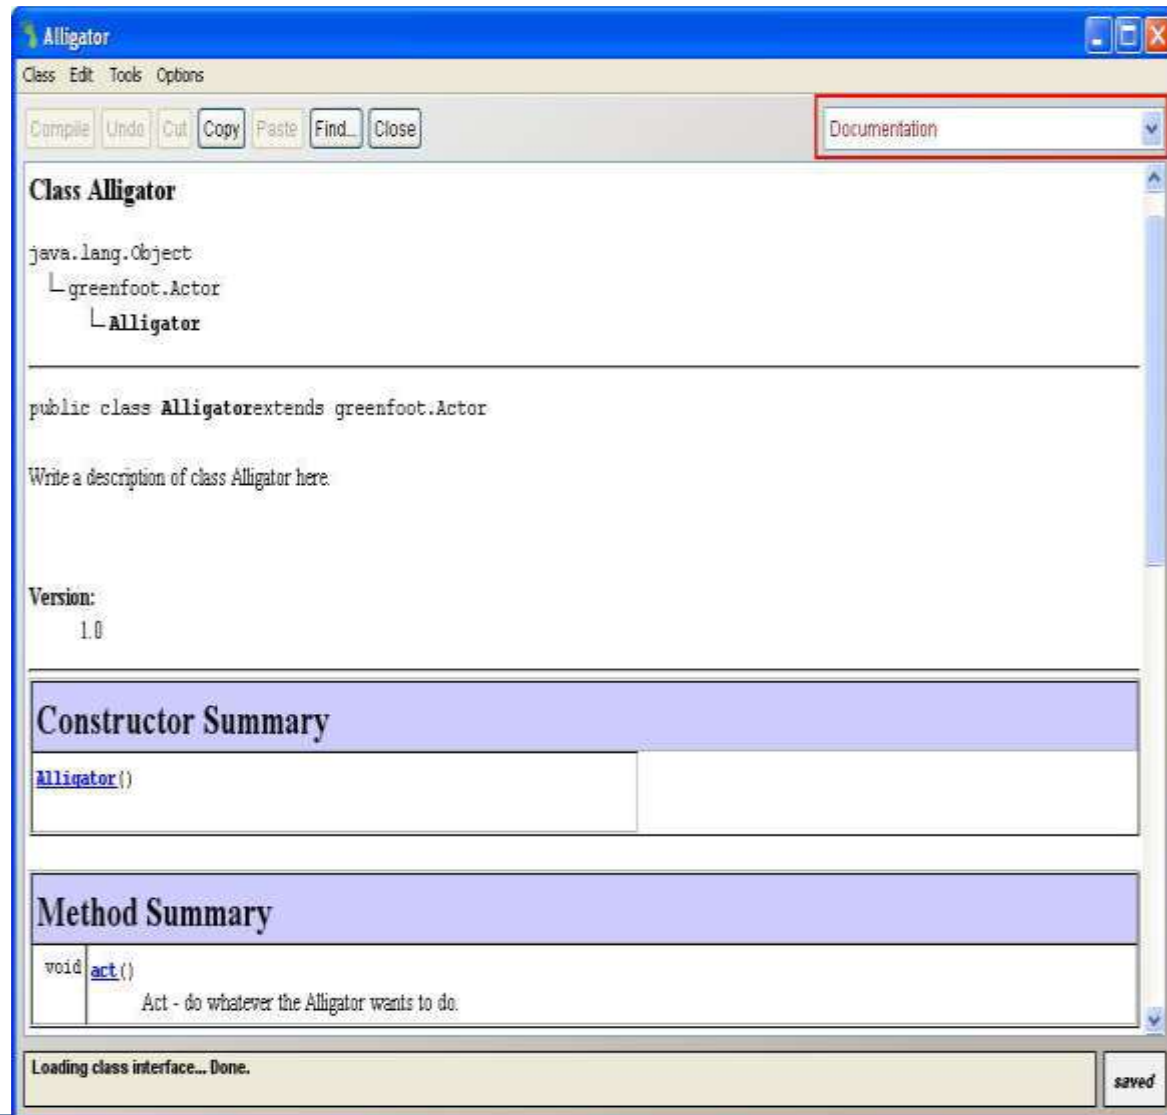 Alligator
Class Edit Tools Options
Compile Undo Cut Copy Paste Find... Close Documentation
Class Alligator
java.lang.Object
greenfoot.Actor
Alligator
public class Alligatorextends greenfoot.Actor
Write a description of class Alligator here.
Version:
1.0
Constructor Summary
Alligator()
Method Summary
void act()
Act - do whatever the Alligator wants to do.
Loading class interface... Done.
saved